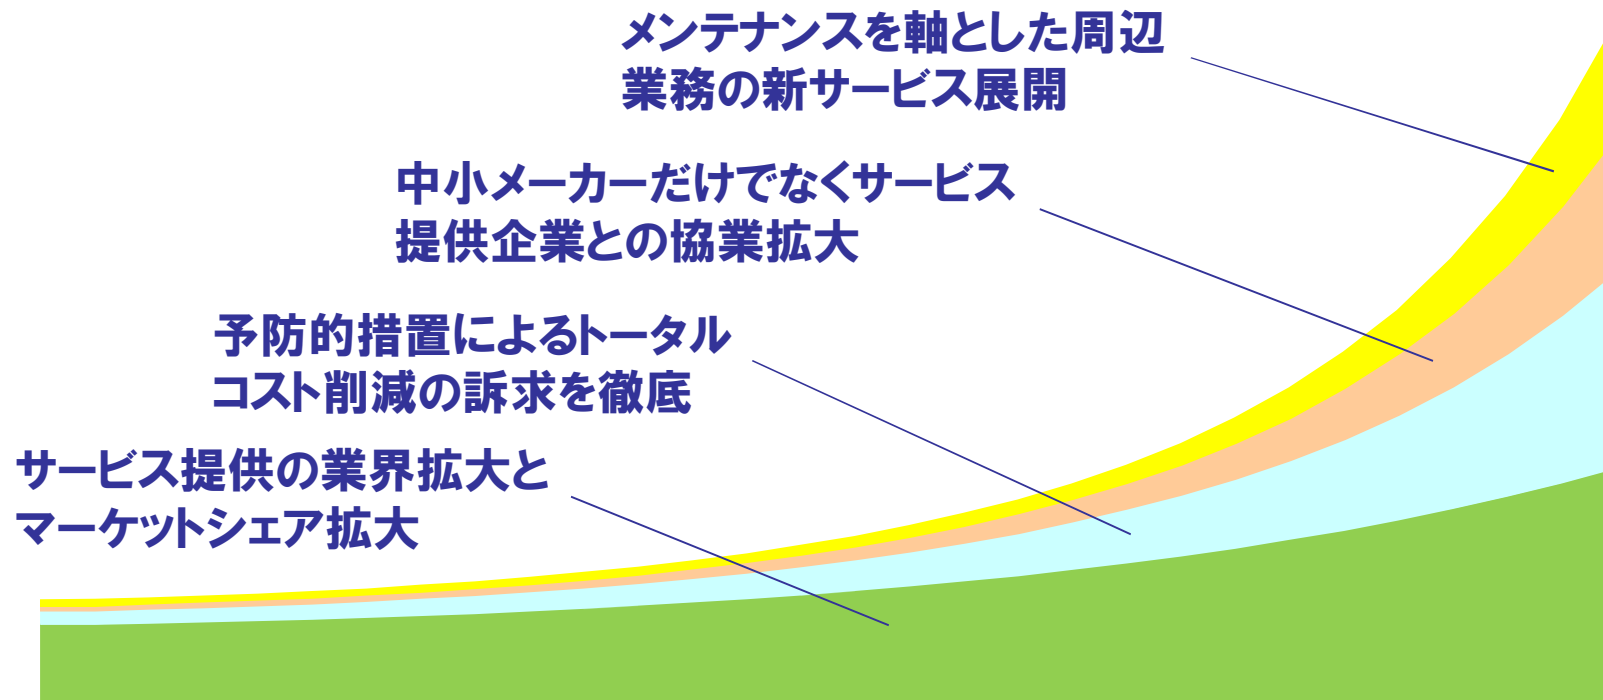 メンテナンスを軸とした周辺
業務の新サービス展開
中小メーカーだけでなくサービス
提供企業との協業拡大
予防的措置によるトータル
コスト削減の訴求を徹底
サービス提供の業界拡大と
マーケットシェア拡大